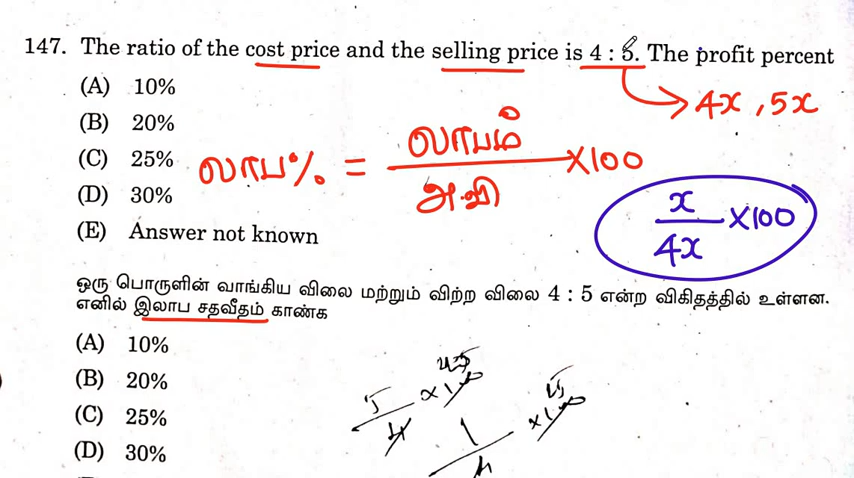 147. The ratio of the cost price and the selling price is 4 : 5. The profit percent
(A) 10%
(B) 20%
(C) 25%
(D) 30%
(E) Answer not known
4x , 5x
லாப% = லாபம் / அ.வி ×100
x / 4x ×100
ஒரு பொருளின் வாங்கிய விலை மற்றும் விற்ற விலை 4 : 5 என்ற விகிதத்தில் உள்ளன.
எனில் இலாப சதவீதம் காண்க
(A) 10%
(B) 20%
(C) 25%
(D) 30%